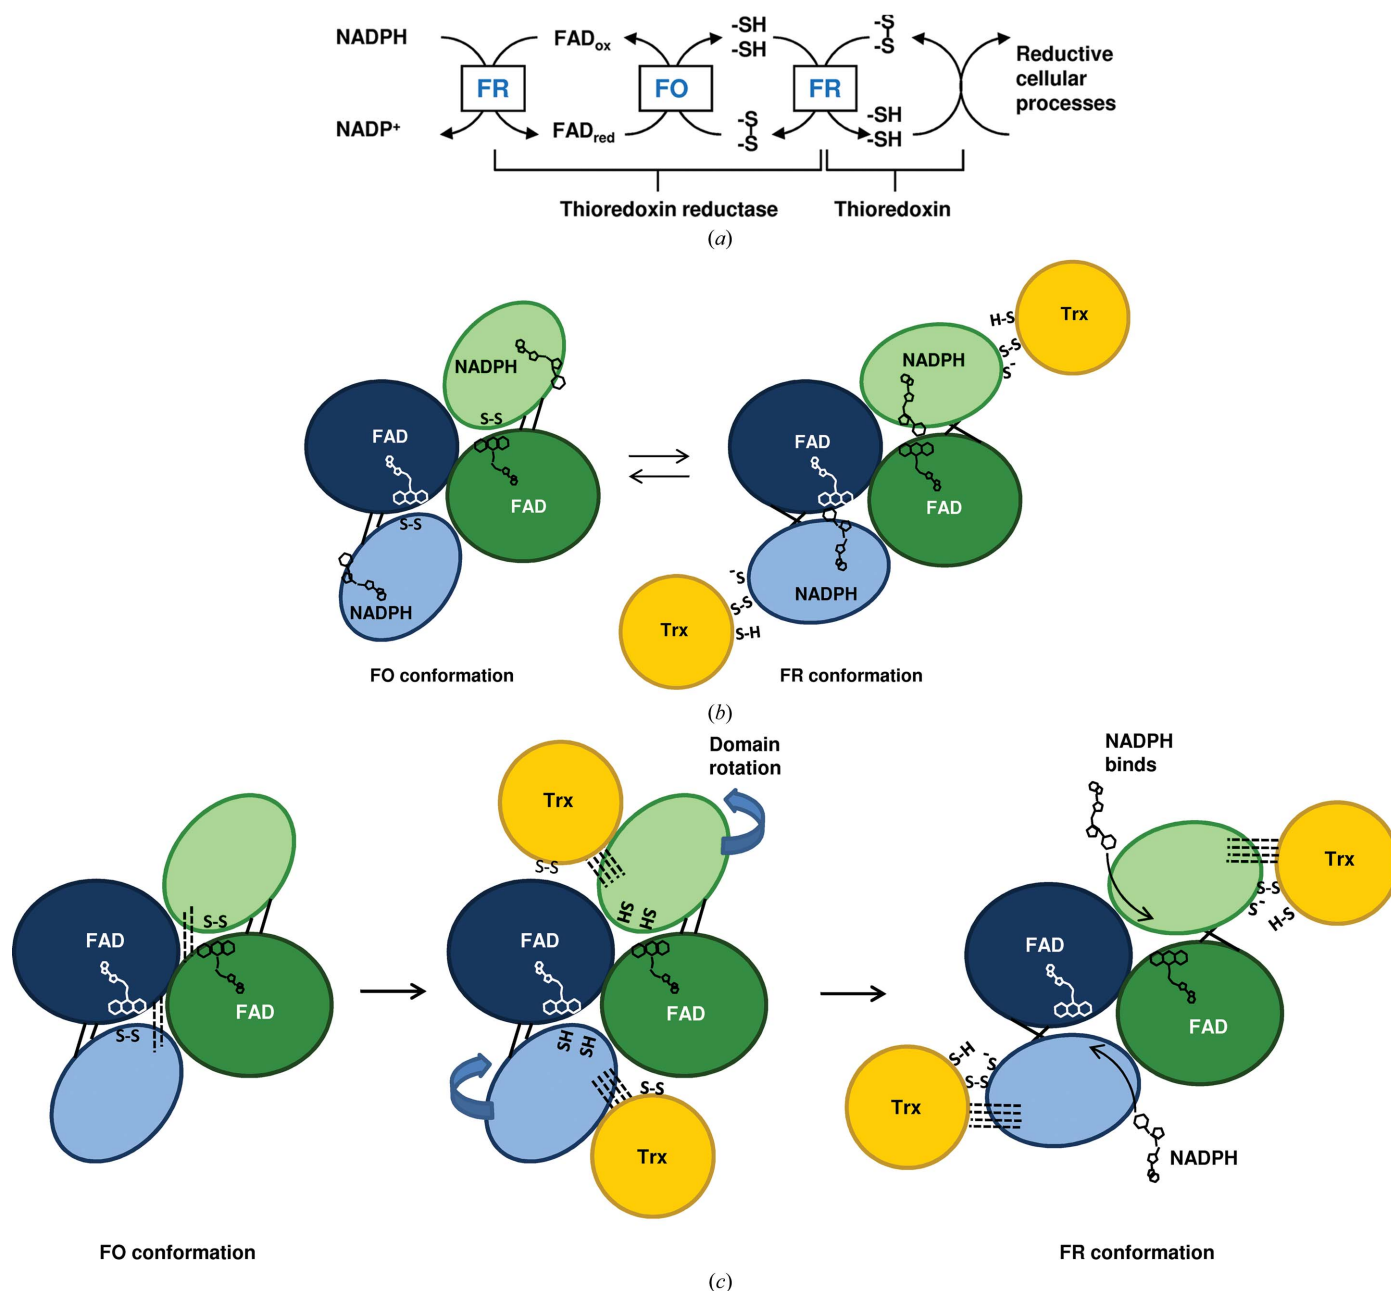 NADPH FADox -SH -SH -S -S Reductive
cellular
processes
FR FO FR
NADP+ FADred -S -S -SH -SH
Thioredoxin reductase Thioredoxin
(a)
NADPH
S-S
FAD
FAD
S-S
NADPH
FO conformation
Trx
H-S
S-S
S-
NADPH
FAD
FAD
-S
S-S
S-H
NADPH
Trx
FR conformation
(b)
S-S
FAD
FAD
S-S
FO conformation
Domain
rotation
Trx
S-S
SH SH
FAD
FAD
SH SH
S-S
Trx
NADPH
binds
Trx
S-S
S-
H-S
FAD
FAD
S-H
-S
S-S
Trx
NADPH
FR conformation
(c)